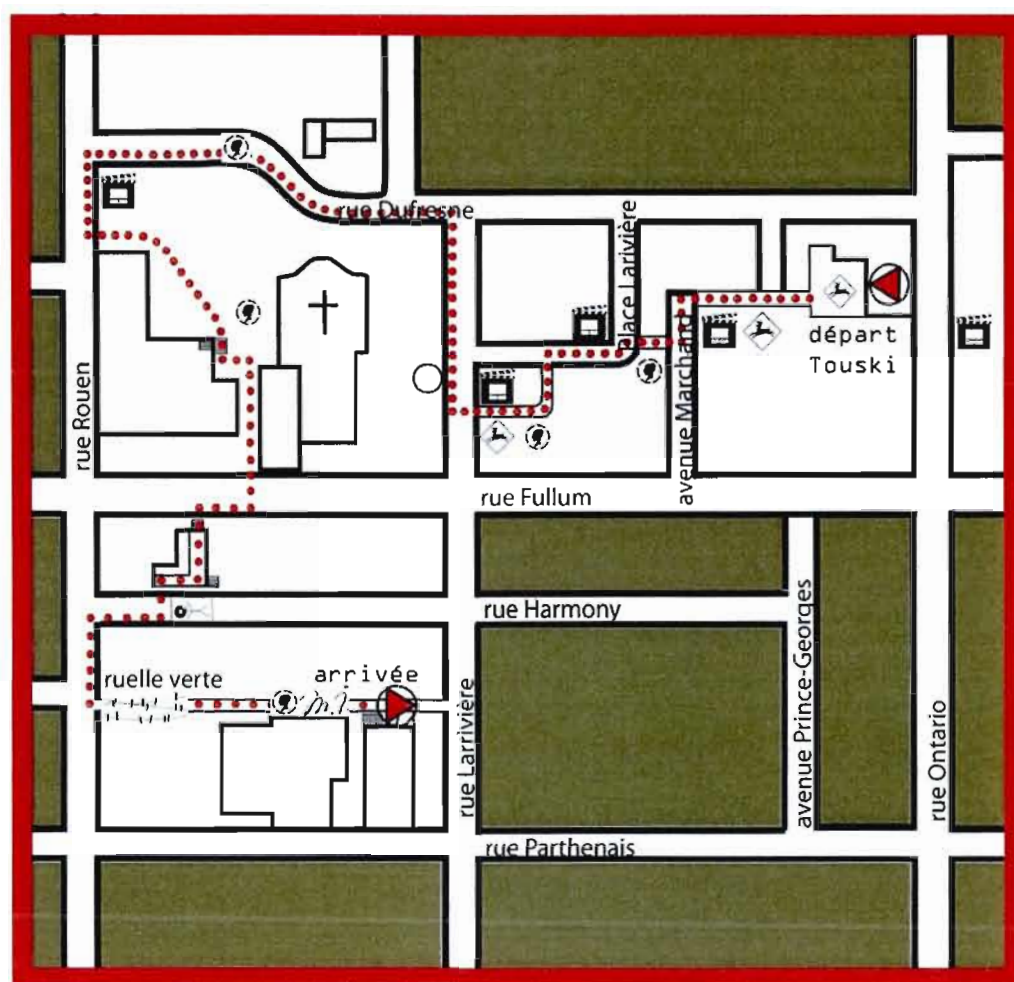 rue Dufresne
Place Larivière
départ
Touski
avenue Marchand
rue Rouen
rue Fullum
rue Harmony
ruelle verte
arrivée
rue Larrivière
avenue Prince-Georges
rue Ontario
rue Parthenais